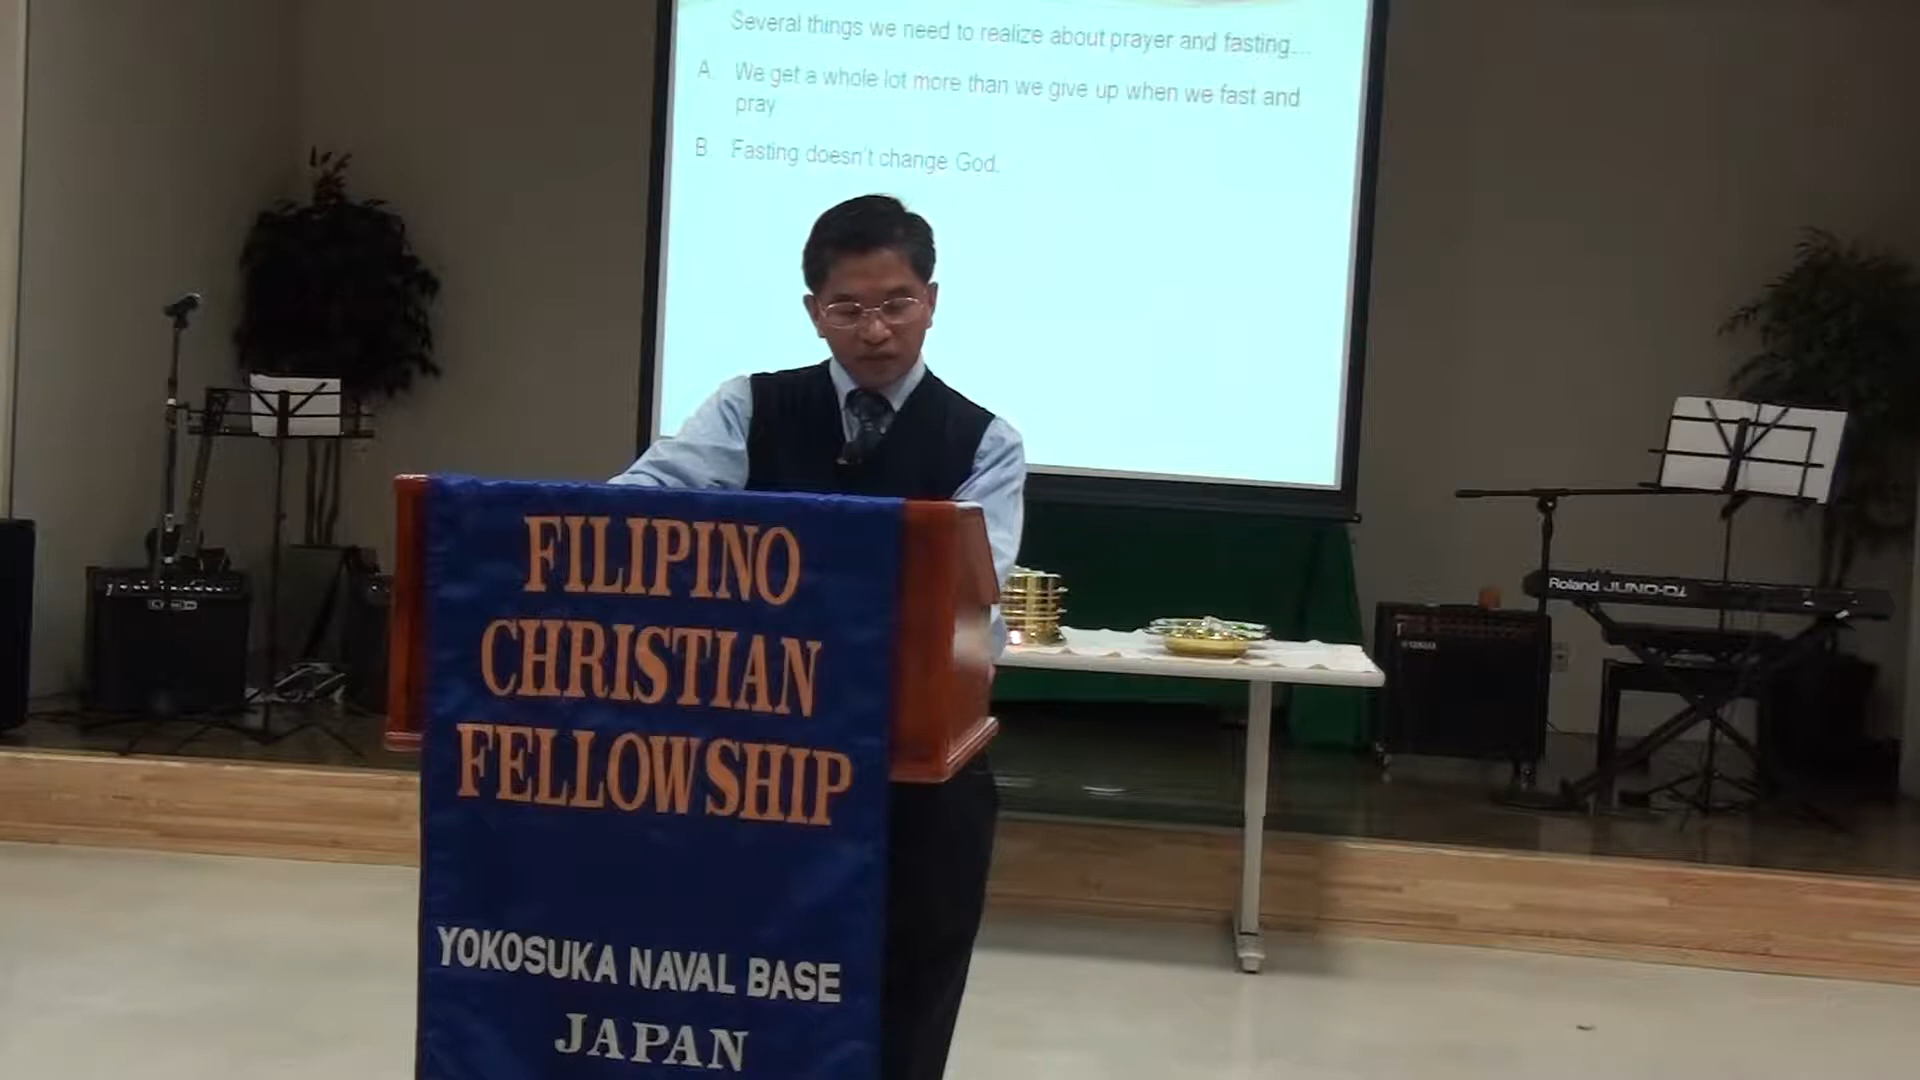 Several things we need to realize about prayer and fasting...
A. We get a whole lot more than we give up when we fast and
pray
B. Fasting doesn't change God.
FILIPINO
CHRISTIAN
FELLOWSHIP
YOKOSUKA NAVAL BASE
JAPAN
Roland JUNO-Di
YAMAHA